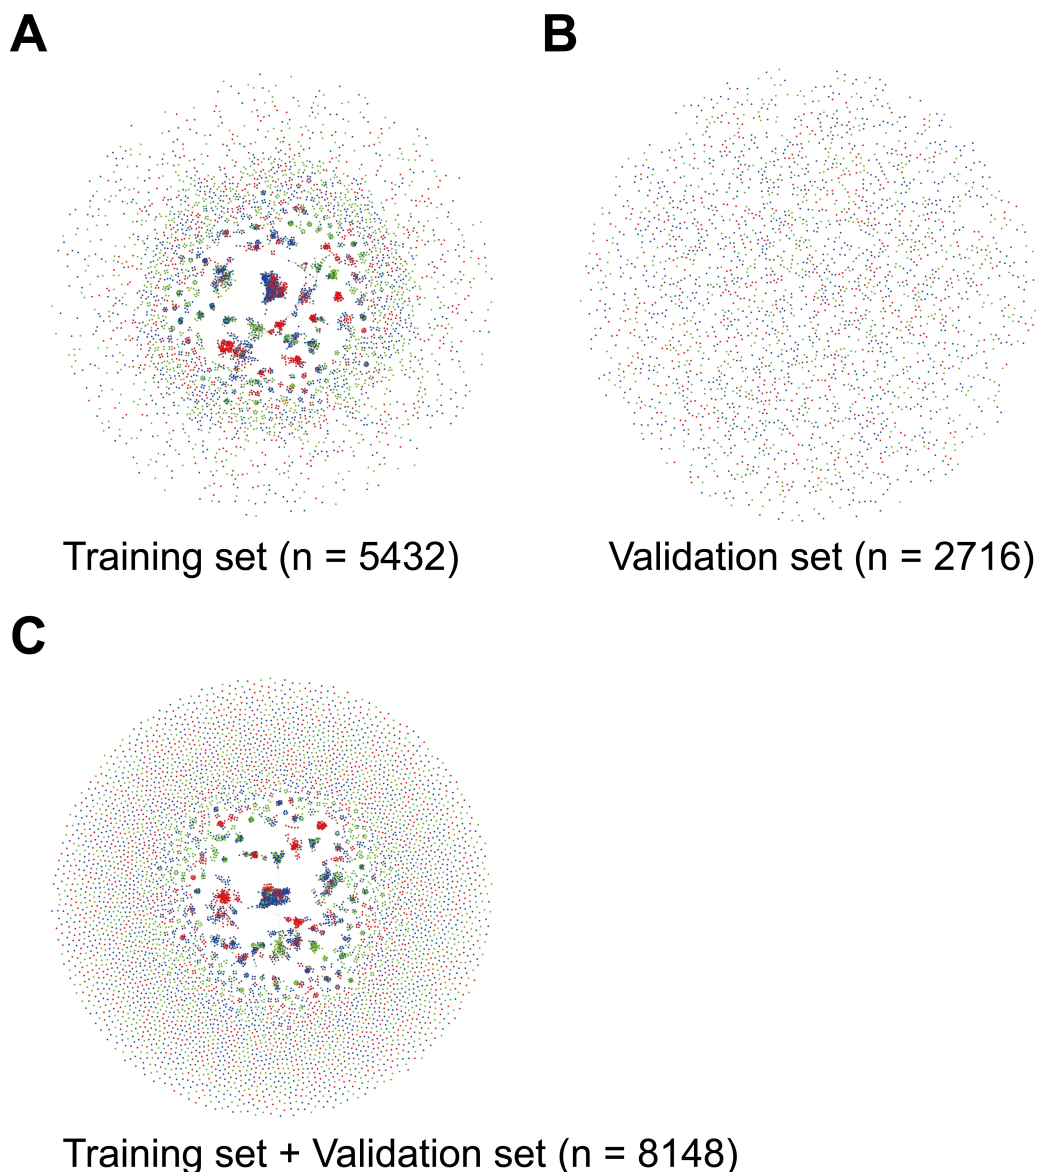 A
B
Training set (n = 5432)
Validation set (n = 2716)
C
Training set + Validation set (n = 8148)